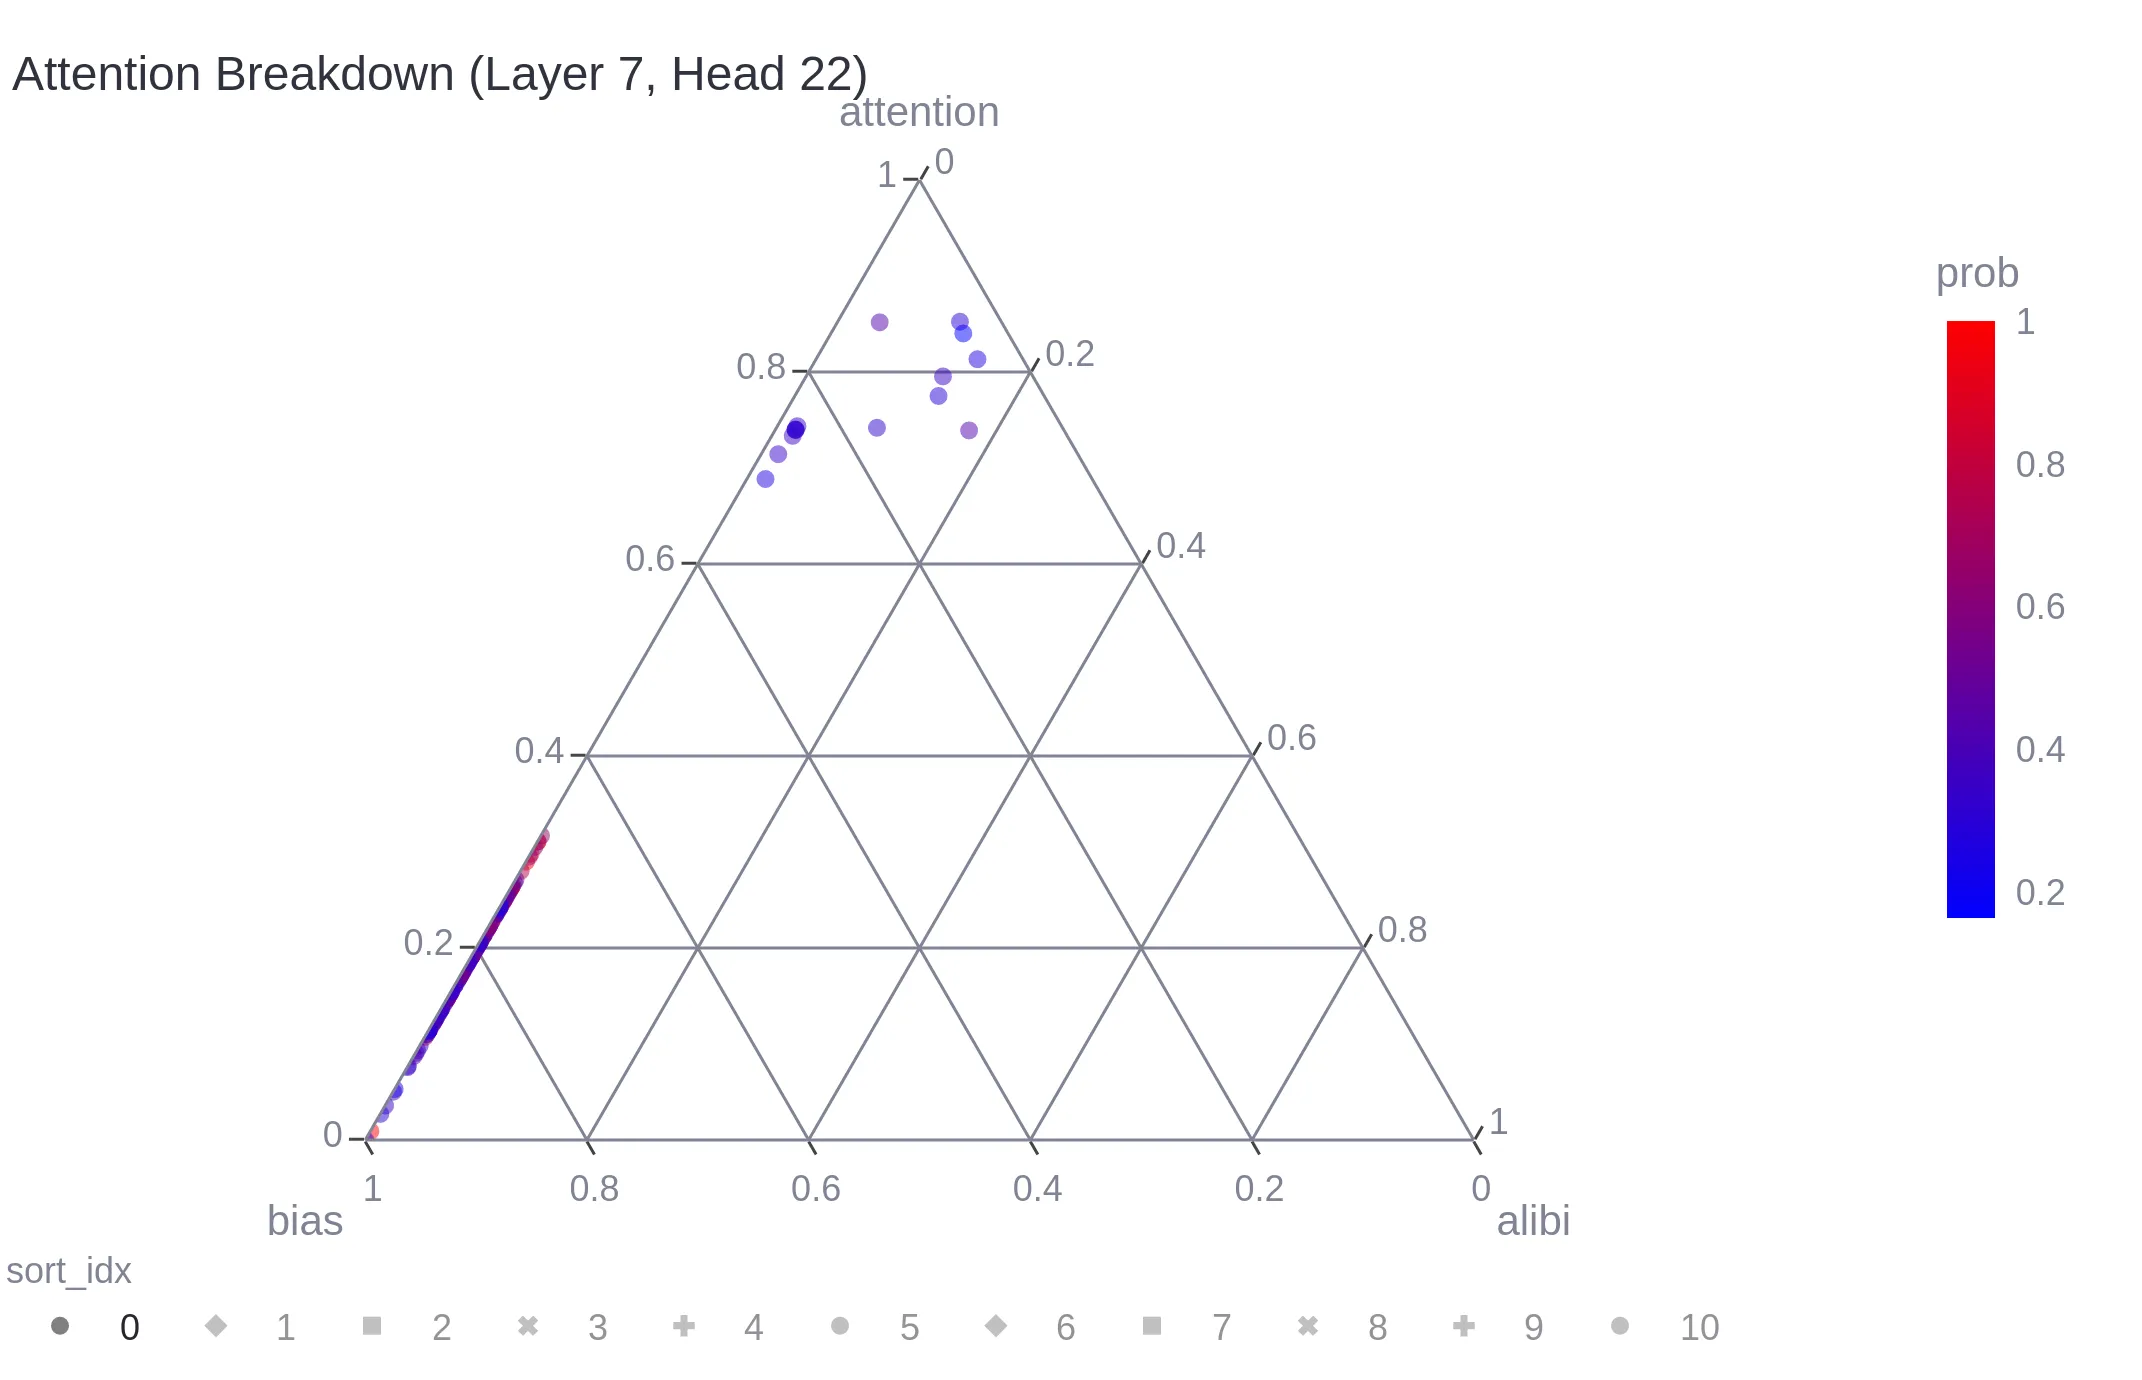 Attention Breakdown (Layer 7, Head 22)
attention
1 0
0.8 0.2
0.6 0.4
0.4 0.6
0.2 0.8
0 1
1 0.8 0.6 0.4 0.2 0
bias alibi
prob
1
0.8
0.6
0.4
0.2
sort_idx
0 1 2 3 4 5 6 7 8 9 10